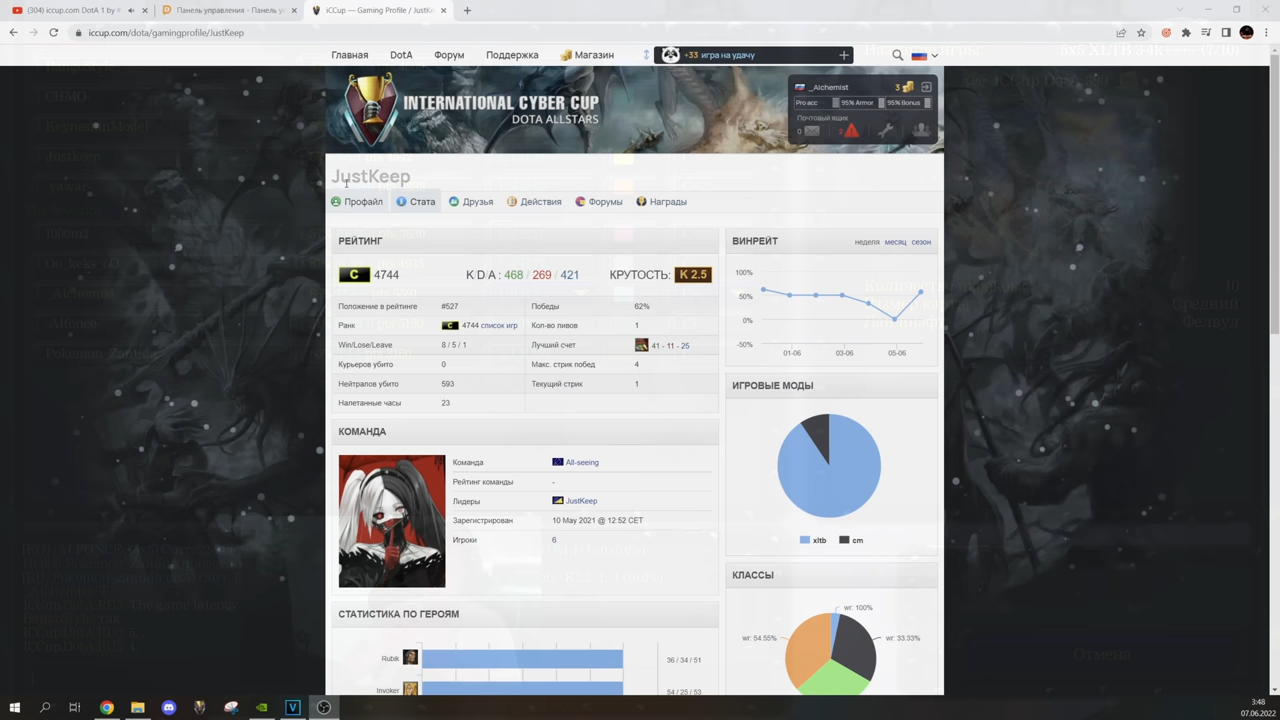 (304) iccup.com DotA 1 by
Панель управления - Панель у
iCCup — Gaming Profile / JustKe
iccup.com/dota/gamingprofile/JustKeep
Главная DotA Форум Поддержка Магазин +33 игра на удачу
INTERNATIONAL CYBER CUP
DOTA ALLSTARS
_Alchemist 3
Pro acc 95% Armor 95% Bonus
Почтовый ящик
0 2
JustKeep
Профайл Стата Друзья Действия Форумы Награды
РЕЙТИНГ
C 4744 K D A : 468 / 269 / 421 КРУТОСТЬ: K 2.5
Положение в рейтинге #527 Победы 62%
Ранк C 4744 список игр Кол-во ливов 1
Win/Lose/Leave 8 / 5 / 1 Лучший счет 41 - 11 - 25
Курьеров убито 0 Макс. стрик побед 4
Нейтралов убито 593 Текущий стрик 1
Налетанные часы 23
ВИНРЕЙТ неделя месяц сезон
100%
50%
0%
-50%
01-06 03-06 05-06
КОМАНДА
Команда All-seeing
Рейтинг команды -
Лидеры JustKeep
Зарегистрирован 10 May 2021 @ 12:52 CET
Игроки 6
ИГРОВЫЕ МОДЫ
xltb cm
СТАТИСТИКА ПО ГЕРОЯМ
Rubik 36 / 34 / 51
Invoker 54 / 25 / 53
КЛАССЫ
wr: 100%
wr: 54.55% wr: 33.33%
Отмена
3:48
07.06.2022